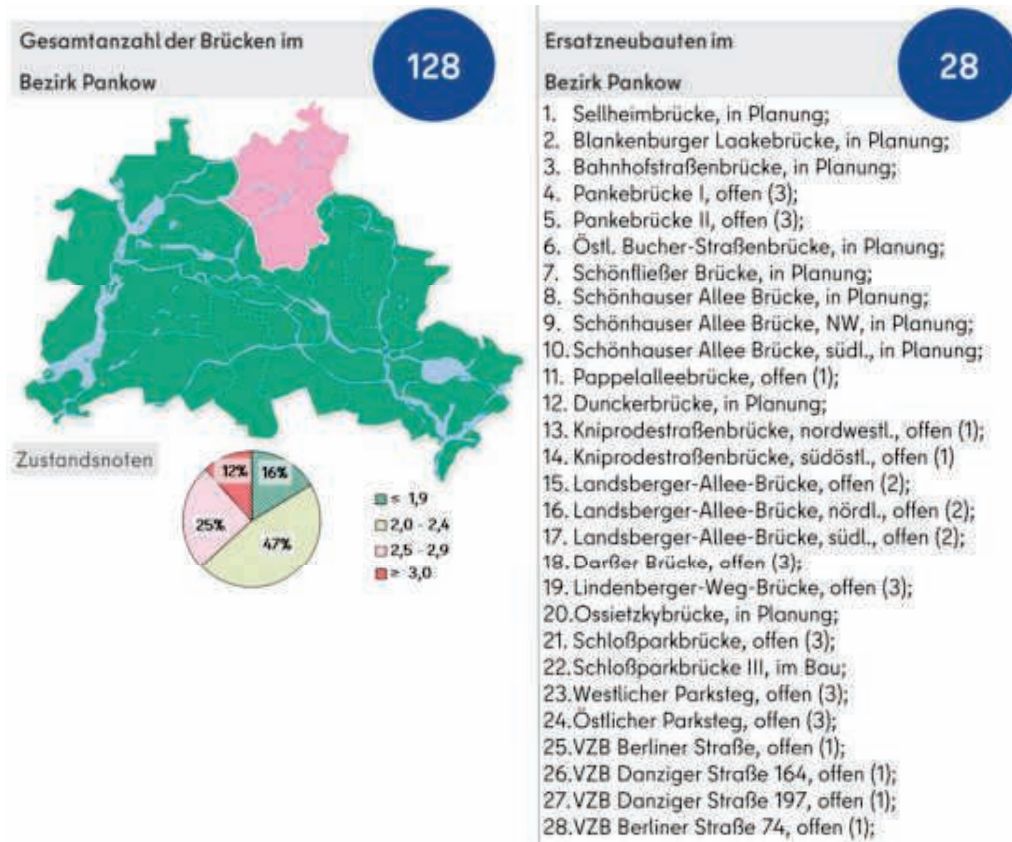 Gesamtanzahl der Brücken im
Bezirk Pankow
128
Zustandsnoten
12%
16%
25%
47%
≤ 1,9
2,0 - 2,4
2,5 - 2,9
≥ 3,0
Ersatzneubauten im
Bezirk Pankow
28
1. Sellheimbrücke, in Planung;
2. Blankenburger Laakebrücke, in Planung;
3. Bahnhofstraßenbrücke, in Planung;
4. Pankebrücke I, offen (3);
5. Pankebrücke II, offen (3);
6. Östl. Bucher-Straßenbrücke, in Planung;
7. Schönfließer Brücke, in Planung;
8. Schönhauser Allee Brücke, in Planung;
9. Schönhauser Allee Brücke, NW, in Planung;
10. Schönhauser Allee Brücke, südl., in Planung;
11. Pappelalleebrücke, offen (1);
12. Dunckerbrücke, in Planung;
13. Kniprodestraßenbrücke, nordwestl., offen (1);
14. Kniprodestraßenbrücke, südöstl., offen (1)
15. Landsberger-Allee-Brücke, offen (2);
16. Landsberger-Allee-Brücke, nördl., offen (2);
17. Landsberger-Allee-Brücke, südl., offen (2);
18. Darßer Brücke, offen (3);
19. Lindenberger-Weg-Brücke, offen (3);
20. Ossietzkybrücke, in Planung;
21. Schloßparkbrücke, offen (3);
22. Schloßparkbrücke III, im Bau;
23. Westlicher Parksteg, offen (3);
24. Östlicher Parksteg, offen (3);
25. VZB Berliner Straße, offen (1);
26. VZB Danziger Straße 164, offen (1);
27. VZB Danziger Straße 197, offen (1);
28. VZB Berliner Straße 74, offen (1);